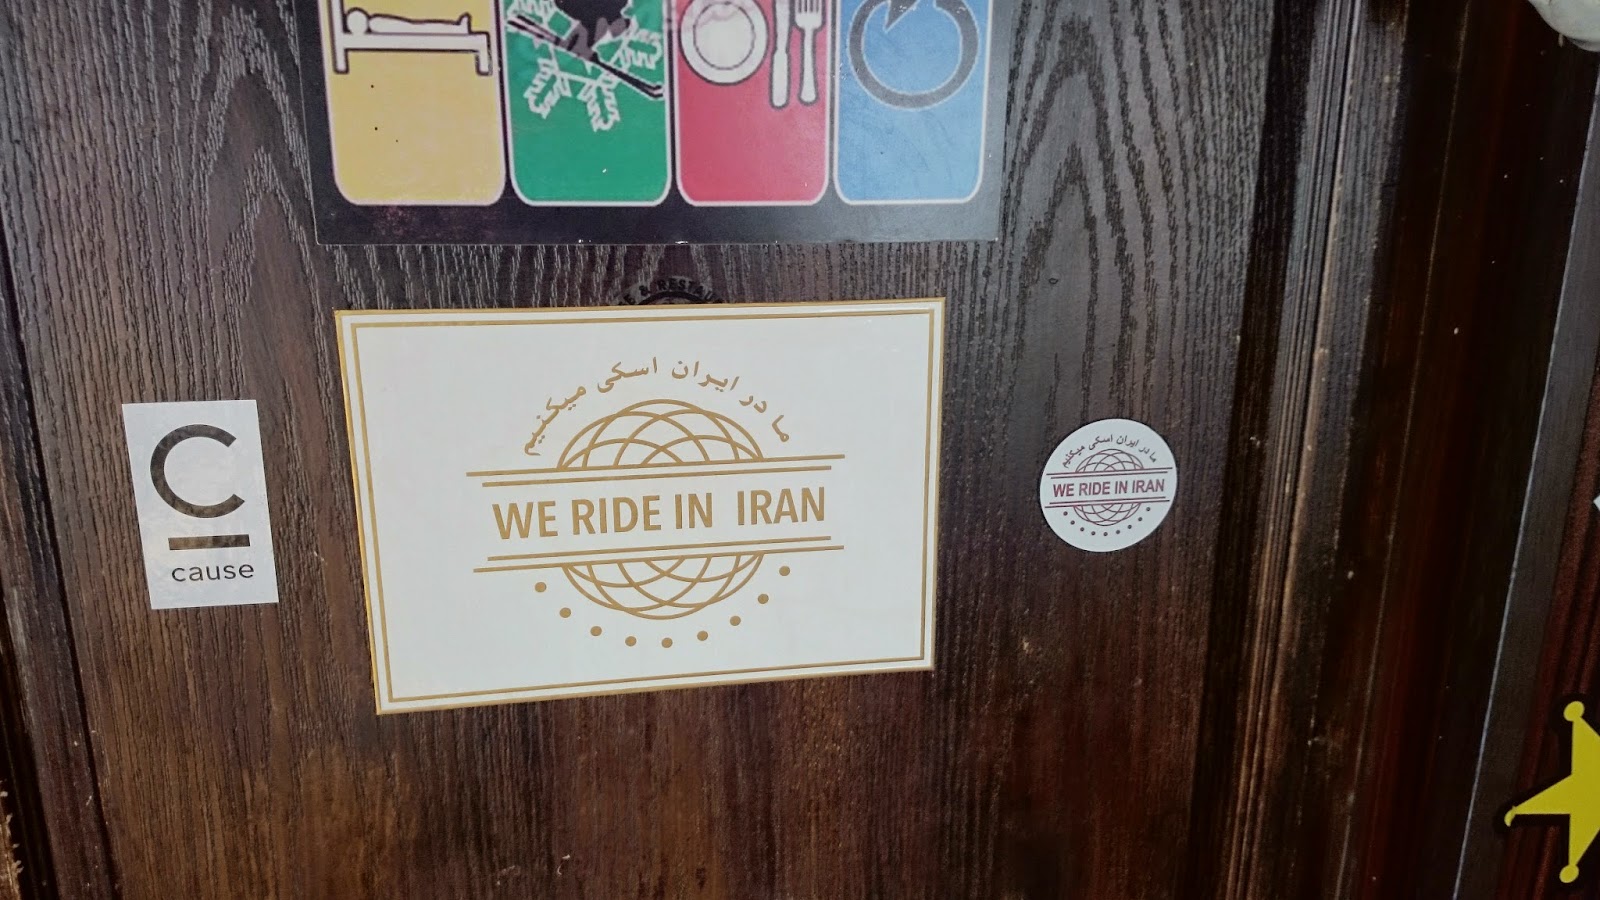 & RESTAU
ما در ایران اسکی میکنیم
WE RIDE IN IRAN
C
cause
ما در ایران اسکی میکنیم
WE RIDE IN IRAN